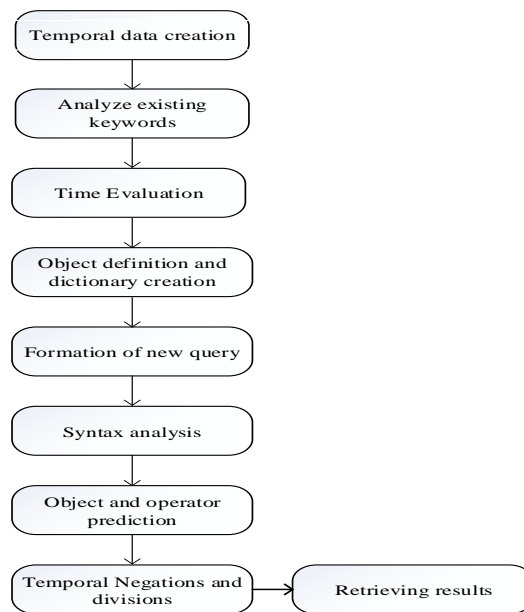 Temporal data creation
Analyze existing
keywords
Time Evaluation
Object definition and
dictionary creation
Formation of new query
Syntax analysis
Object and operator
prediction
Temporal Negations and
divisions
Retrieving results